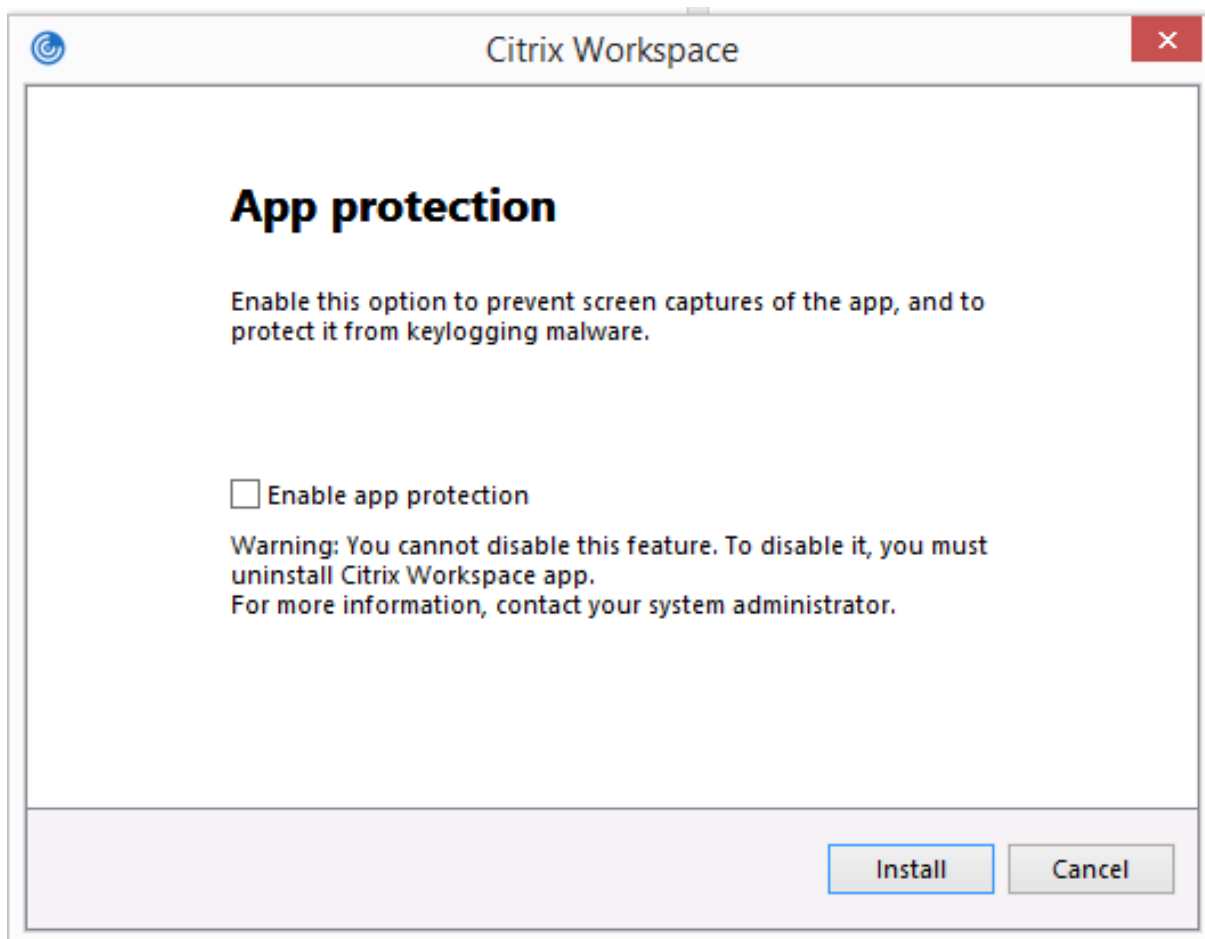 Citrix Workspace
App protection
Enable this option to prevent screen captures of the app, and to
protect it from keylogging malware.
Enable app protection
Warning: You cannot disable this feature. To disable it, you must
uninstall Citrix Workspace app.
For more information, contact your system administrator.
Install
Cancel